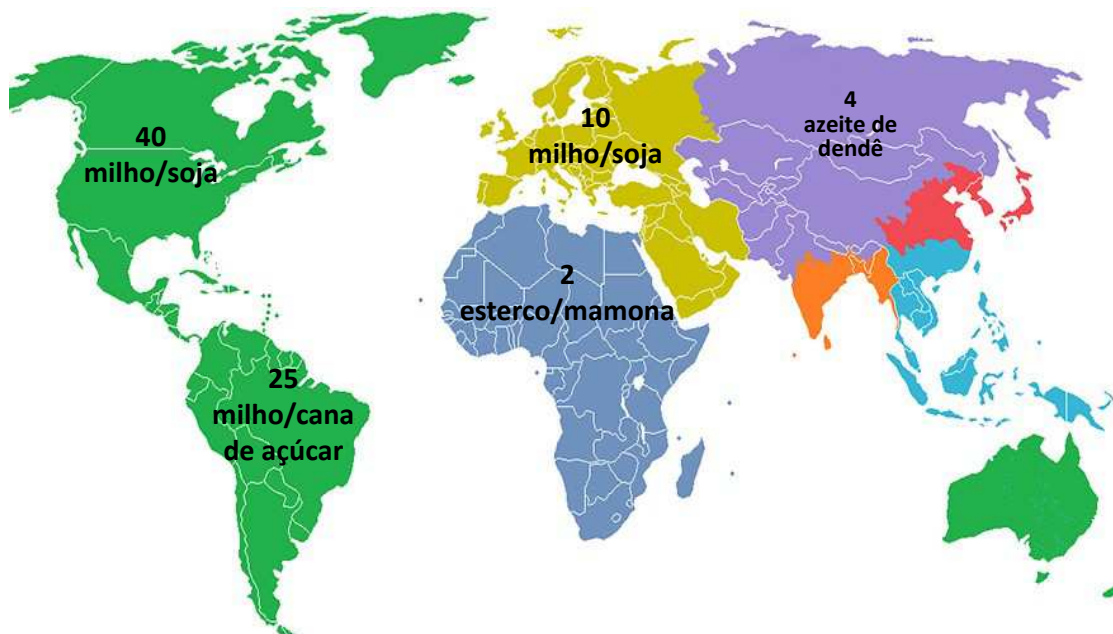 40
milho/soja
10
milho/soja
4
azeite de
dendê
2
esterco/mamona
25
milho/cana
de açúcar